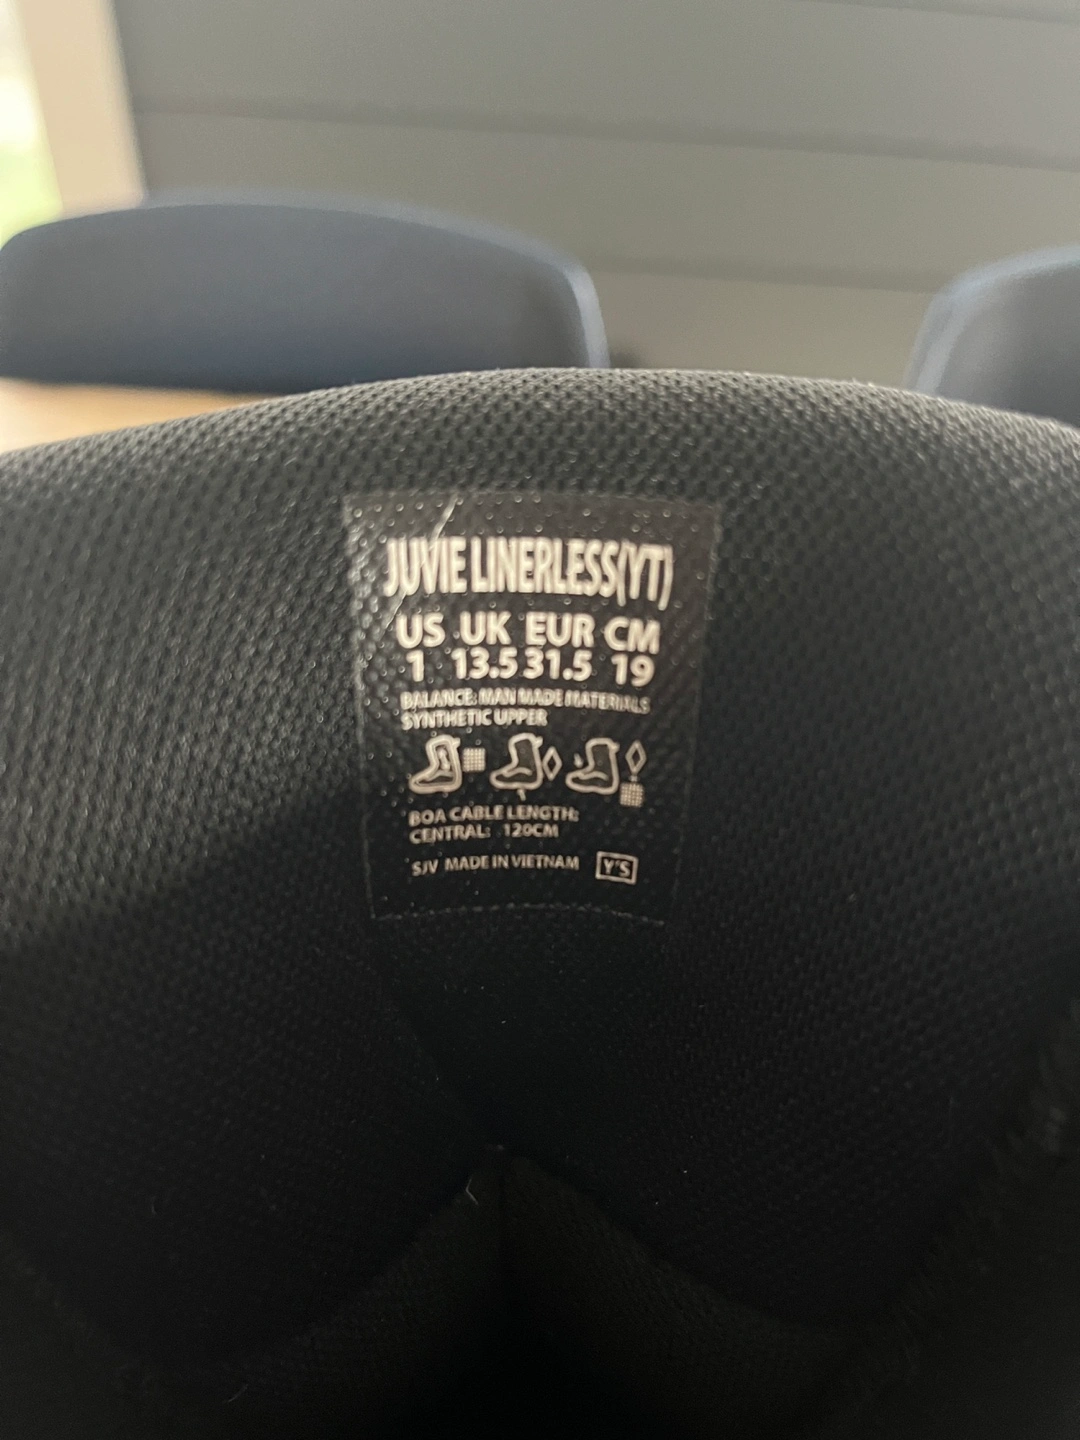 JUVIE LINERLESS(YT)
US UK EUR CM
1 13.5 31.5 19
BALANCE: MAN MADE MATERIALS
SYNTHETIC UPPER
BOA CABLE LENGTH:
CENTRAL: 120CM
SJV MADE IN VIETNAM Y'S